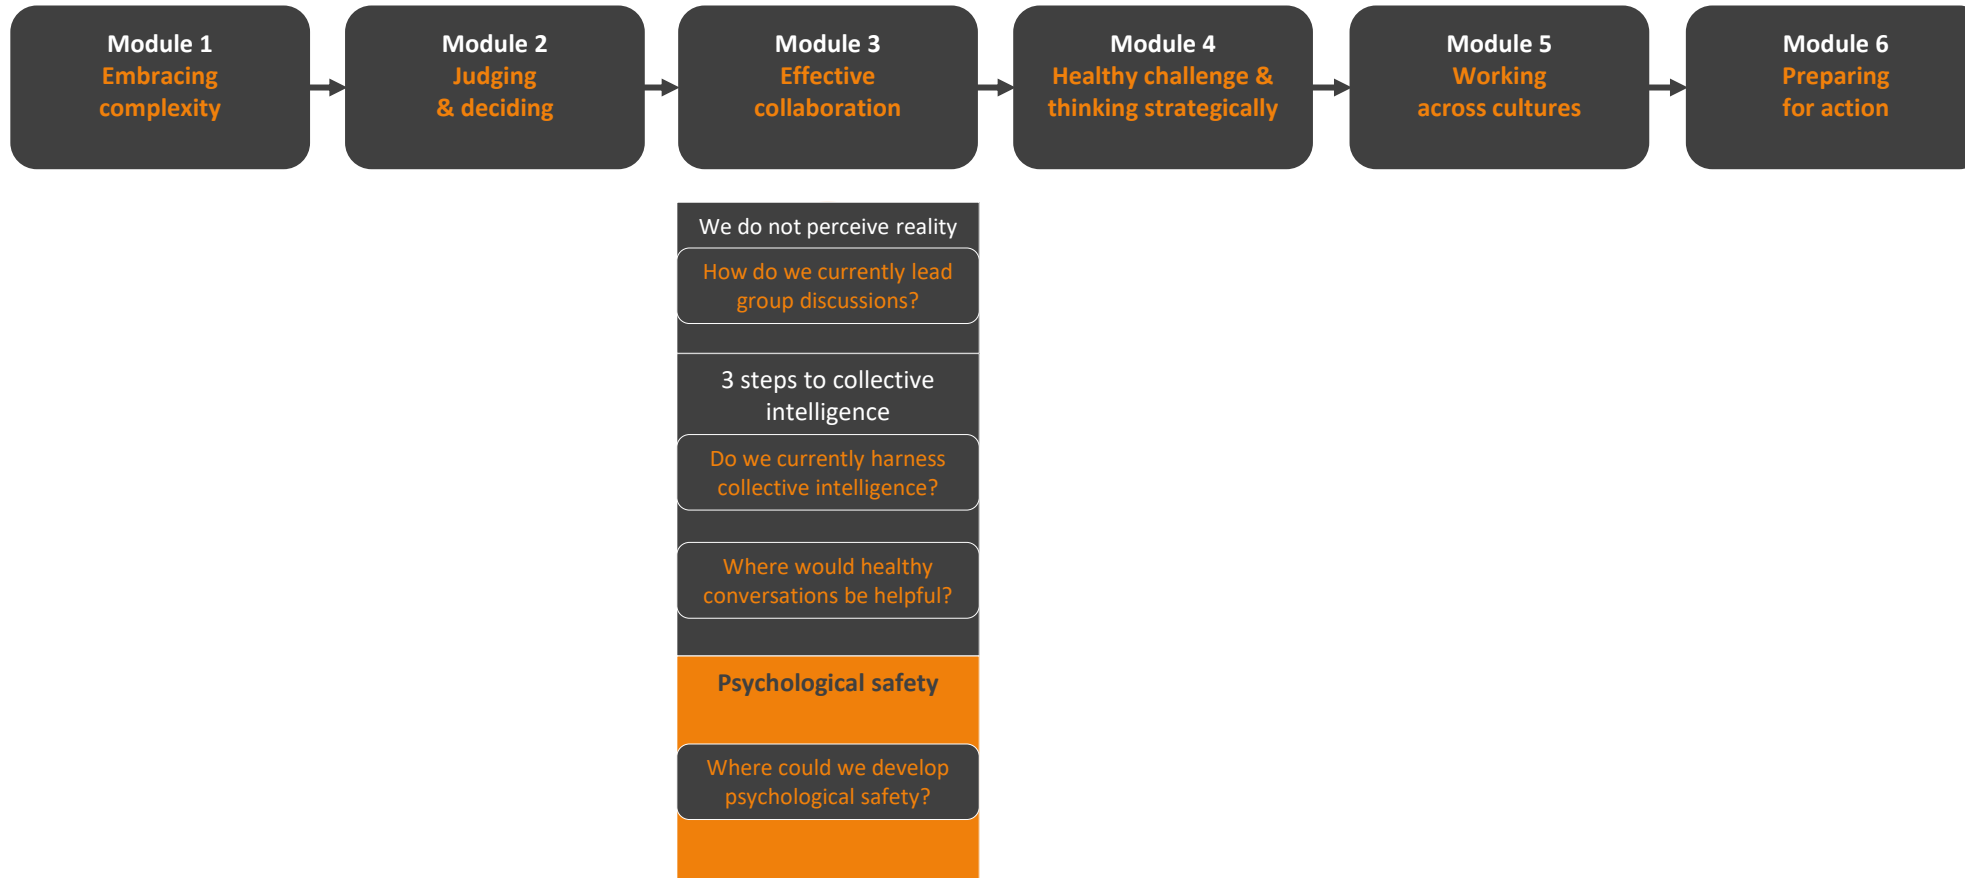 Module 1
Embracing
complexity
Module 2
Judging
& deciding
Module 3
Effective
collaboration
Module 4
Healthy challenge &
thinking strategically
Module 5
Working
across cultures
Module 6
Preparing
for action
We do not perceive reality
How do we currently lead
group discussions?
3 steps to collective
intelligence
Do we currently harness
collective intelligence?
Where would healthy
conversations be helpful?
Psychological safety
Where could we develop
psychological safety?